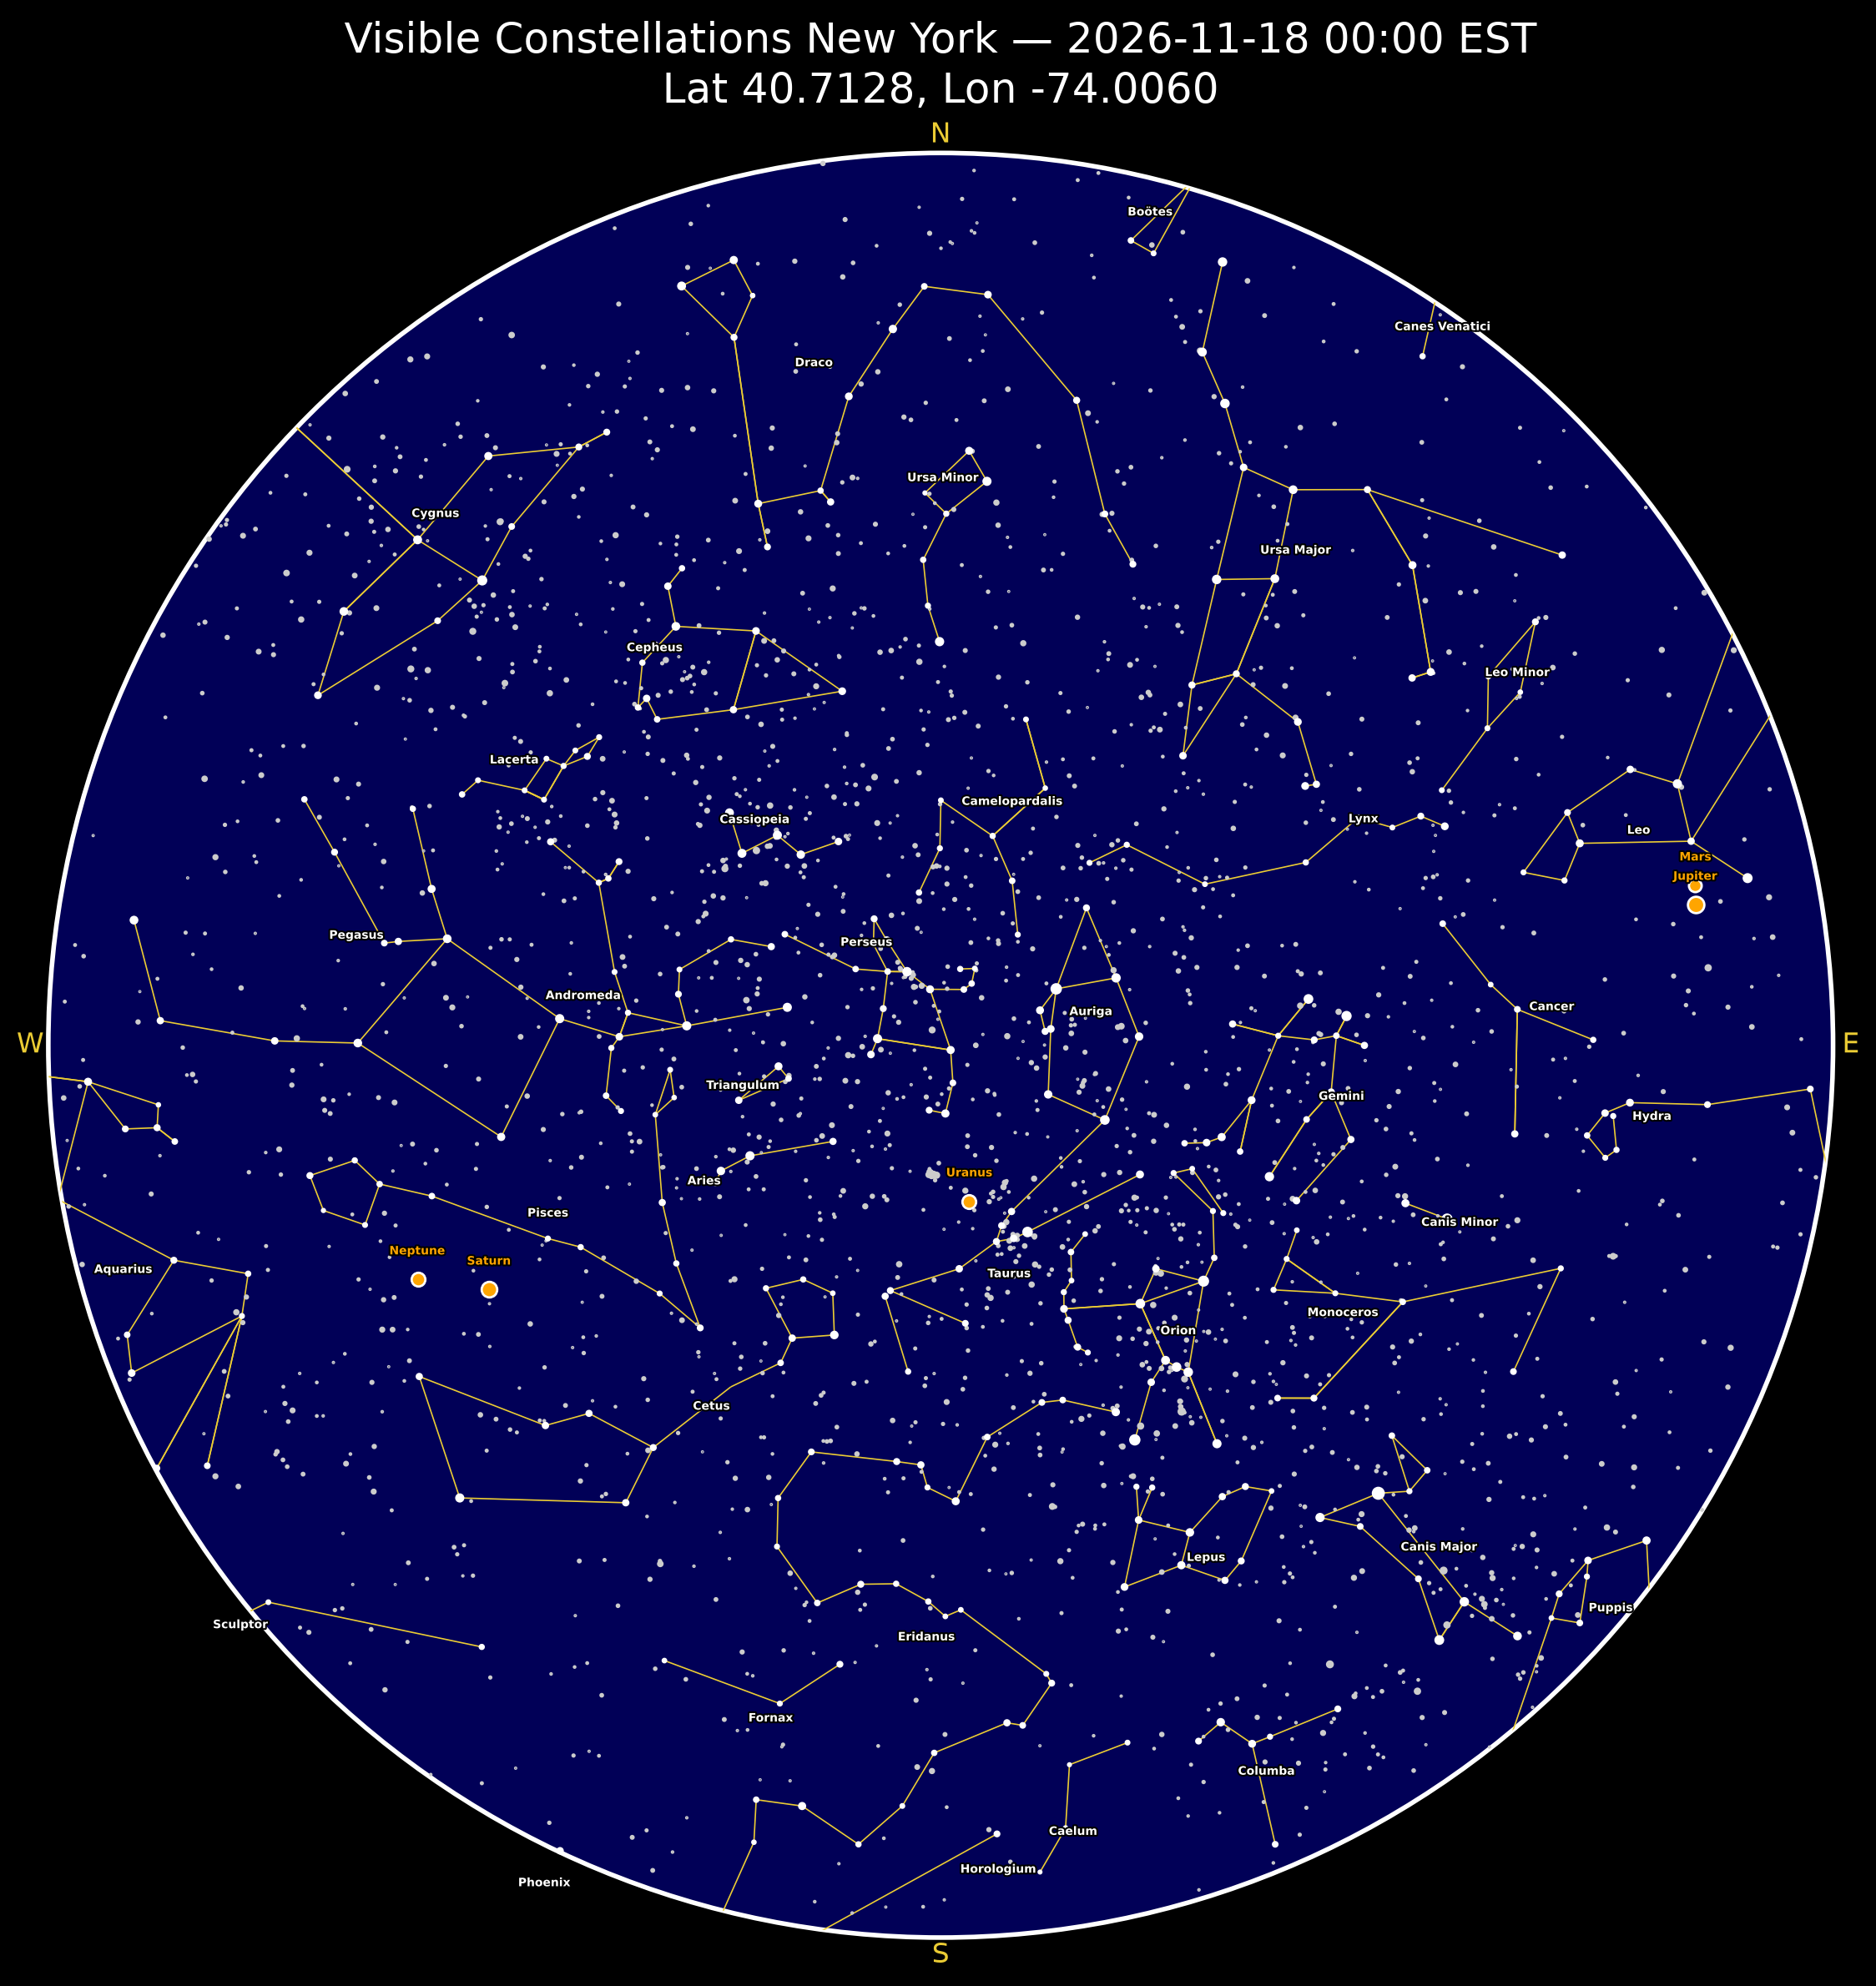 Visible Constellations New York — 2026-11-18 00:00 EST
Lat 40.7128, Lon -74.0060
N
Boötes
Canes Venatici
Draco
Ursa Minor
Cygnus
Ursa Major
Cepheus
Leo Minor
Lacerta
Camelopardalis
Cassiopeia
Lynx
Leo
Mars
Jupiter
Pegasus
Perseus
Andromeda
Cancer
Auriga
W
E
Triangulum
Gemini
Hydra
Aries
Uranus
Pisces
Canis Minor
Neptune
Saturn
Aquarius
Taurus
Monoceros
Orion
Cetus
Canis Major
Lepus
Puppis
Sculptor
Eridanus
Fornax
Columba
Caelum
Horologium
Phoenix
S